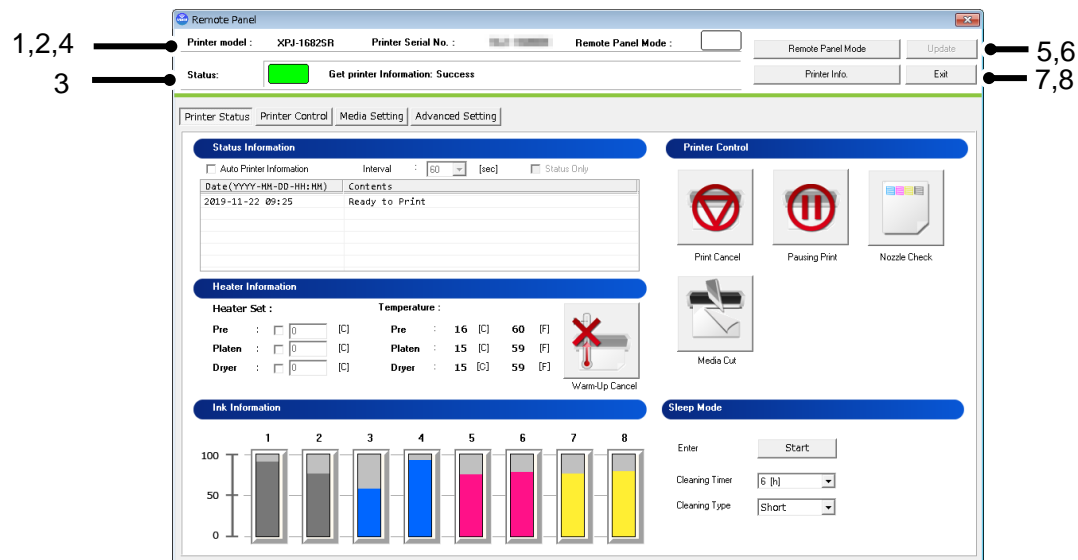 Remote Panel
1,2,4
Printer model : XPJ-1682SR Printer Serial No. : Remote Panel Mode :
Remote Panel Mode Update
5,6
3
Status: Get printer Information: Success
Printer Info. Exit
7,8
Printer Status Printer Control Media Setting Advanced Setting
Status Information
Auto Printer Information Interval : 60 [sec] Status Only
Date(YYYY-MM-DD-HH:MM) Contents
2019-11-22 09:25 Ready to Print
Heater Information
Heater Set : Temperature :
Pre : 0 [C] Pre : 16 [C] 60 [F]
Platen : 0 [C] Platen : 15 [C] 59 [F]
Dryer : 0 [C] Dryer : 15 [C] 59 [F]
Warm-Up Cancel
Ink Information
1 2 3 4 5 6 7 8
100
50
0
Printer Control
Print Cancel Pausing Print Nozzle Check
Media Cut
Sleep Mode
Enter Start
Cleaning Timer 6 [h]
Cleaning Type Short